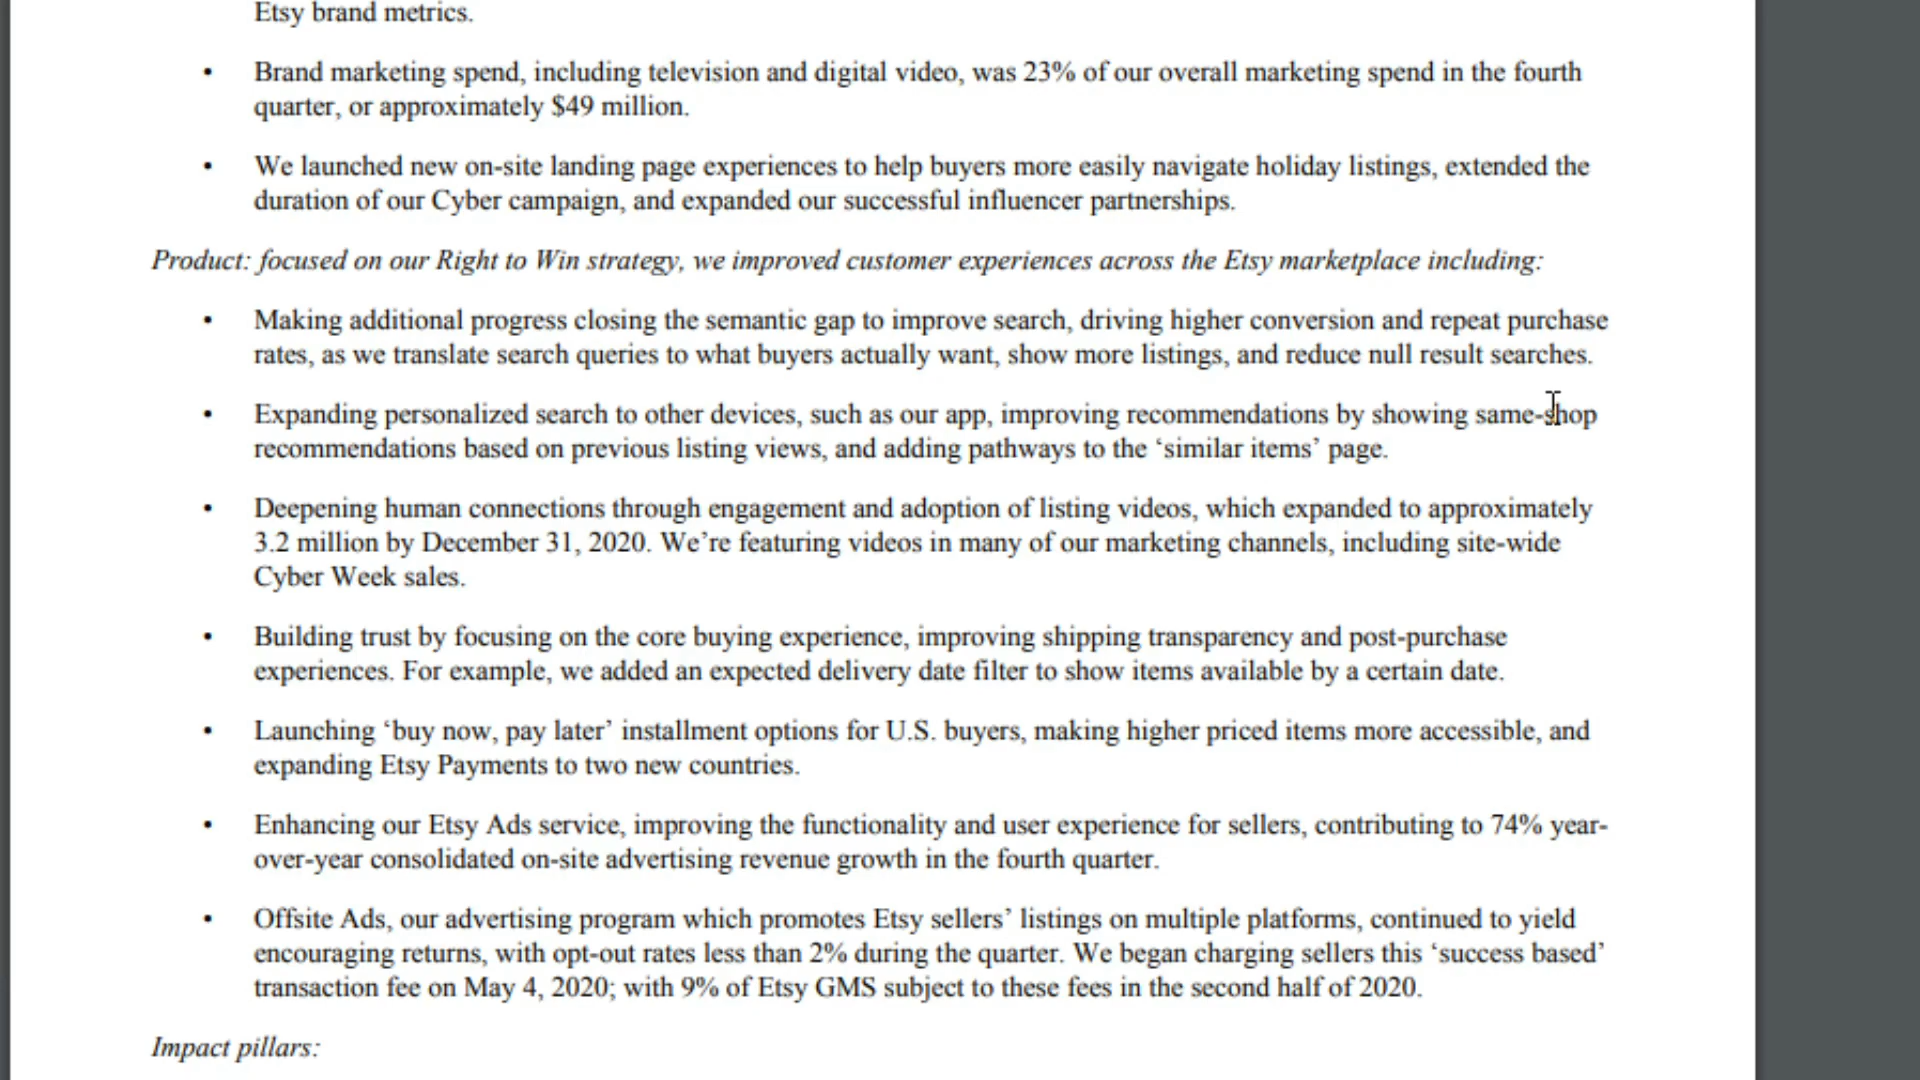 Etsy brand metrics.
• Brand marketing spend, including television and digital video, was 23% of our overall marketing spend in the fourth
quarter, or approximately $49 million.
• We launched new on-site landing page experiences to help buyers more easily navigate holiday listings, extended the
duration of our Cyber campaign, and expanded our successful influencer partnerships.
Product: focused on our Right to Win strategy, we improved customer experiences across the Etsy marketplace including:
• Making additional progress closing the semantic gap to improve search, driving higher conversion and repeat purchase
rates, as we translate search queries to what buyers actually want, show more listings, and reduce null result searches.
• Expanding personalized search to other devices, such as our app, improving recommendations by showing same-shop
recommendations based on previous listing views, and adding pathways to the ‘similar items’ page.
• Deepening human connections through engagement and adoption of listing videos, which expanded to approximately
3.2 million by December 31, 2020. We’re featuring videos in many of our marketing channels, including site-wide
Cyber Week sales.
• Building trust by focusing on the core buying experience, improving shipping transparency and post-purchase
experiences. For example, we added an expected delivery date filter to show items available by a certain date.
• Launching ‘buy now, pay later’ installment options for U.S. buyers, making higher priced items more accessible, and
expanding Etsy Payments to two new countries.
• Enhancing our Etsy Ads service, improving the functionality and user experience for sellers, contributing to 74% year-
over-year consolidated on-site advertising revenue growth in the fourth quarter.
• Offsite Ads, our advertising program which promotes Etsy sellers’ listings on multiple platforms, continued to yield
encouraging returns, with opt-out rates less than 2% during the quarter. We began charging sellers this ‘success based’
transaction fee on May 4, 2020; with 9% of Etsy GMS subject to these fees in the second half of 2020.
Impact pillars: